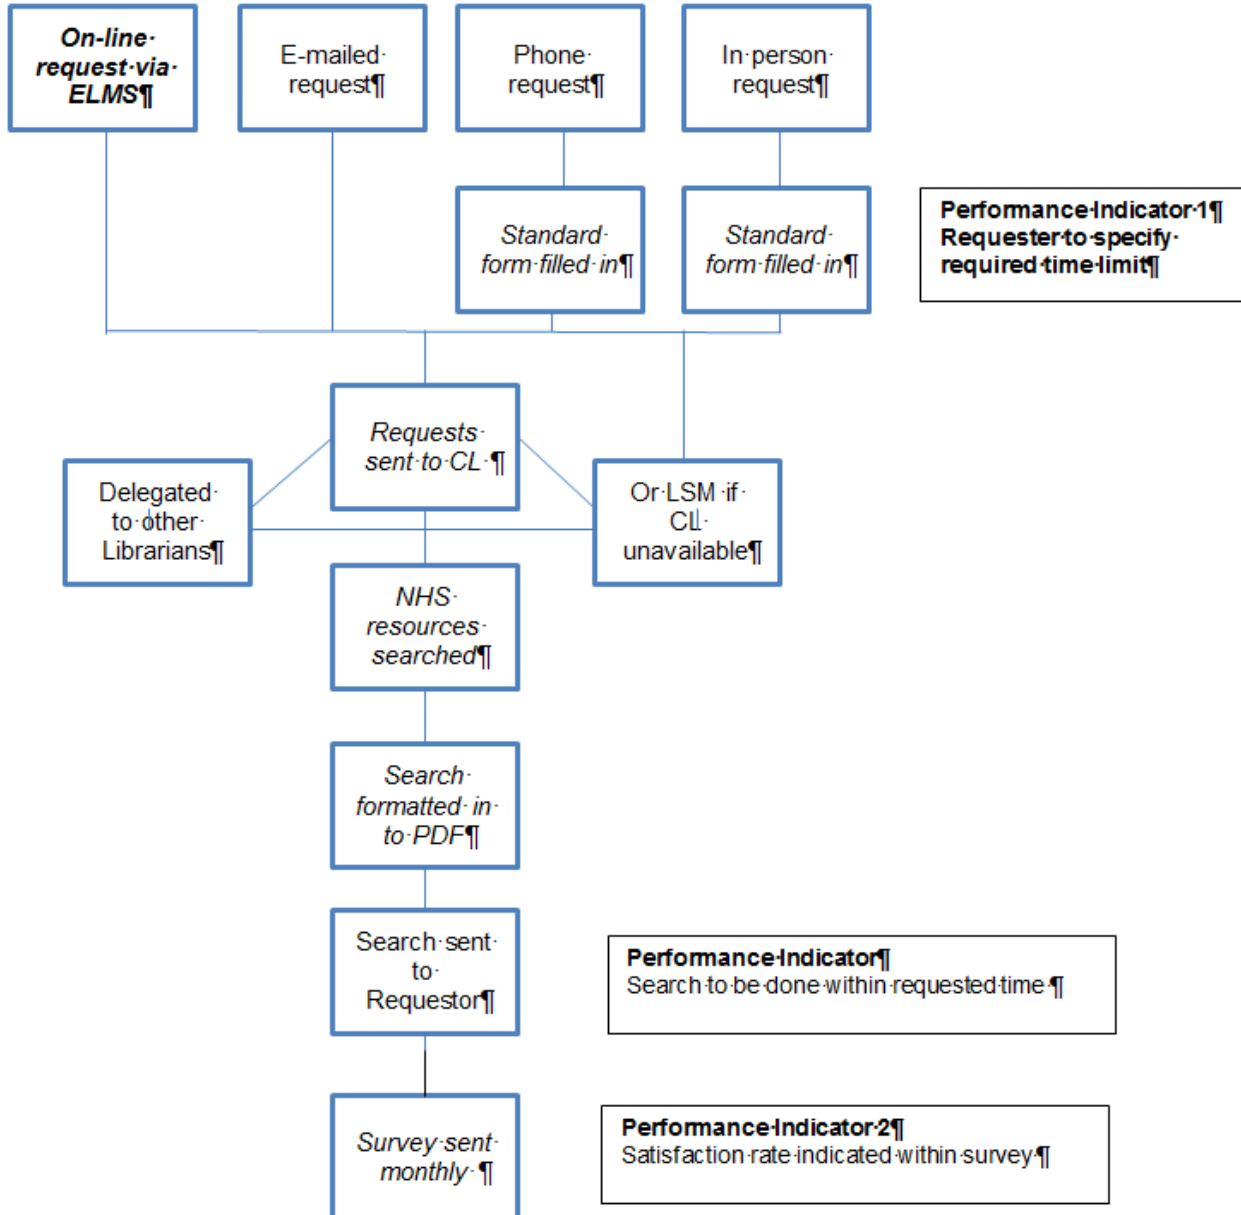 On-line
request via
ELMS¶
E-mailed
request¶
Phone
request¶
In person
request¶
Standard
form filled in¶
Standard
form filled in¶
Performance Indicator 1¶
Requester to specify
required time limit¶
Requests
sent to CL ¶
Delegated
to other
Librarians¶
Or LSM if
CL
unavailable¶
NHS
resources
searched¶
Search
formatted in
to PDF¶
Search sent
to
Requestor¶
Performance Indicator¶
Search to be done within requested time ¶
Survey sent
monthly ¶
Performance Indicator 2¶
Satisfaction rate indicated within survey ¶